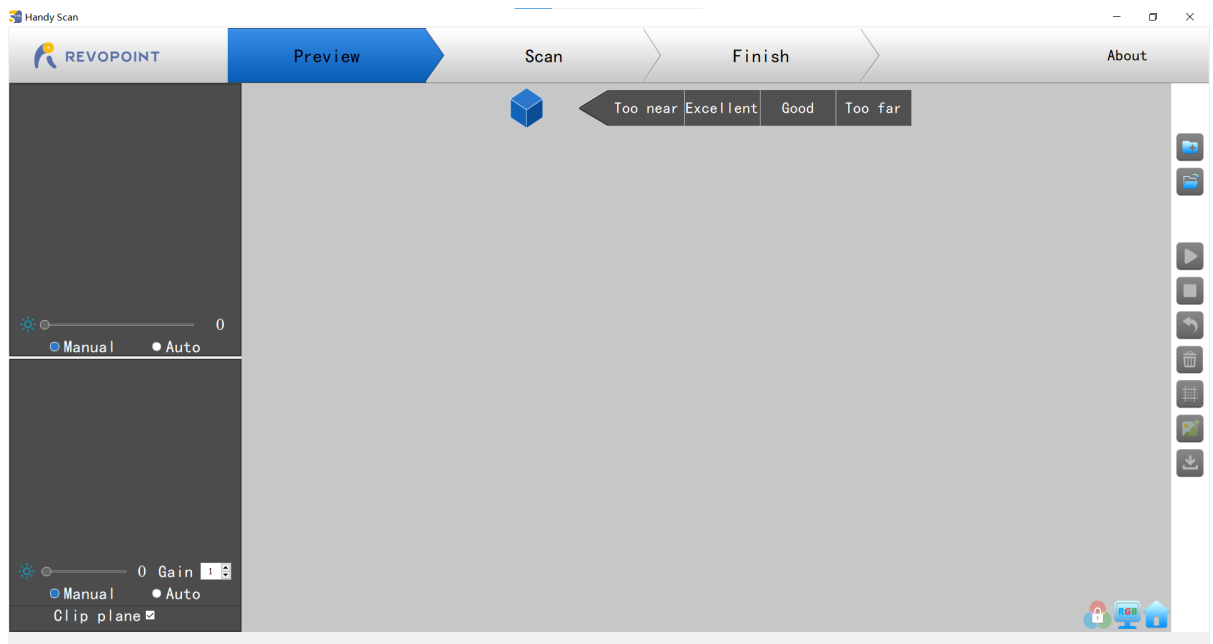 Handy Scan
REVOPOINT
Preview
Scan
Finish
About
Too near Excellent Good Too far
0
Manual Auto
0 Gain 1
Manual Auto
Clip plane
RGB